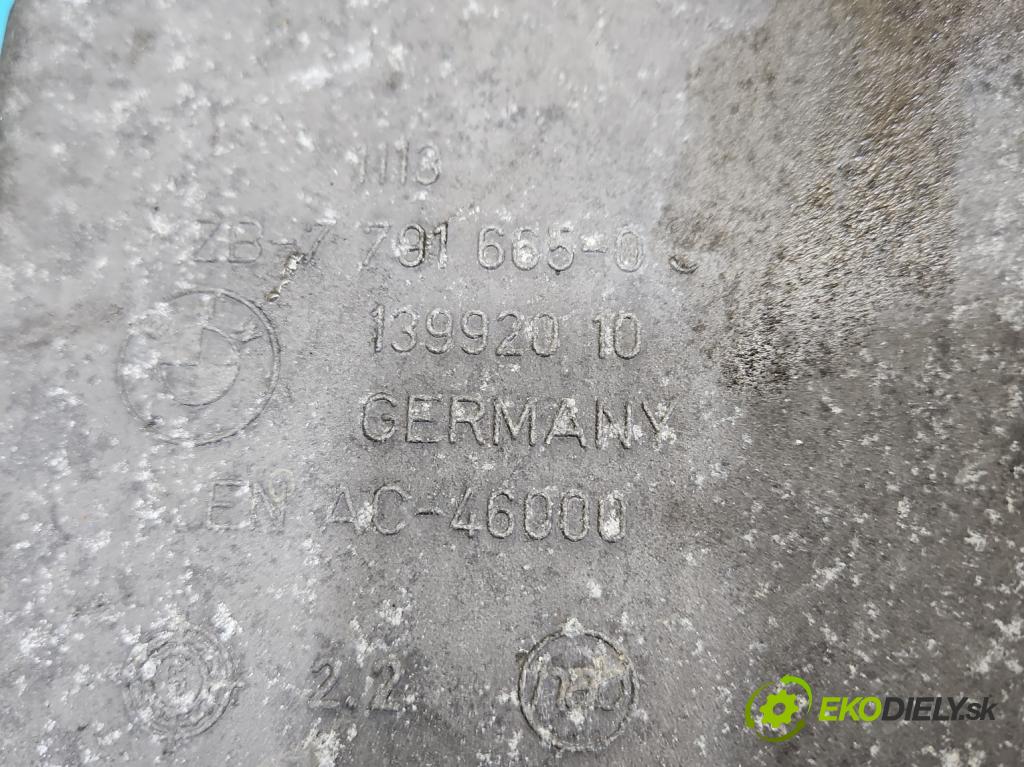 1113
ZB-7 791 665-0
139920 10
GERMANY
EN AC-46000
2.2
EKODIELY.sk